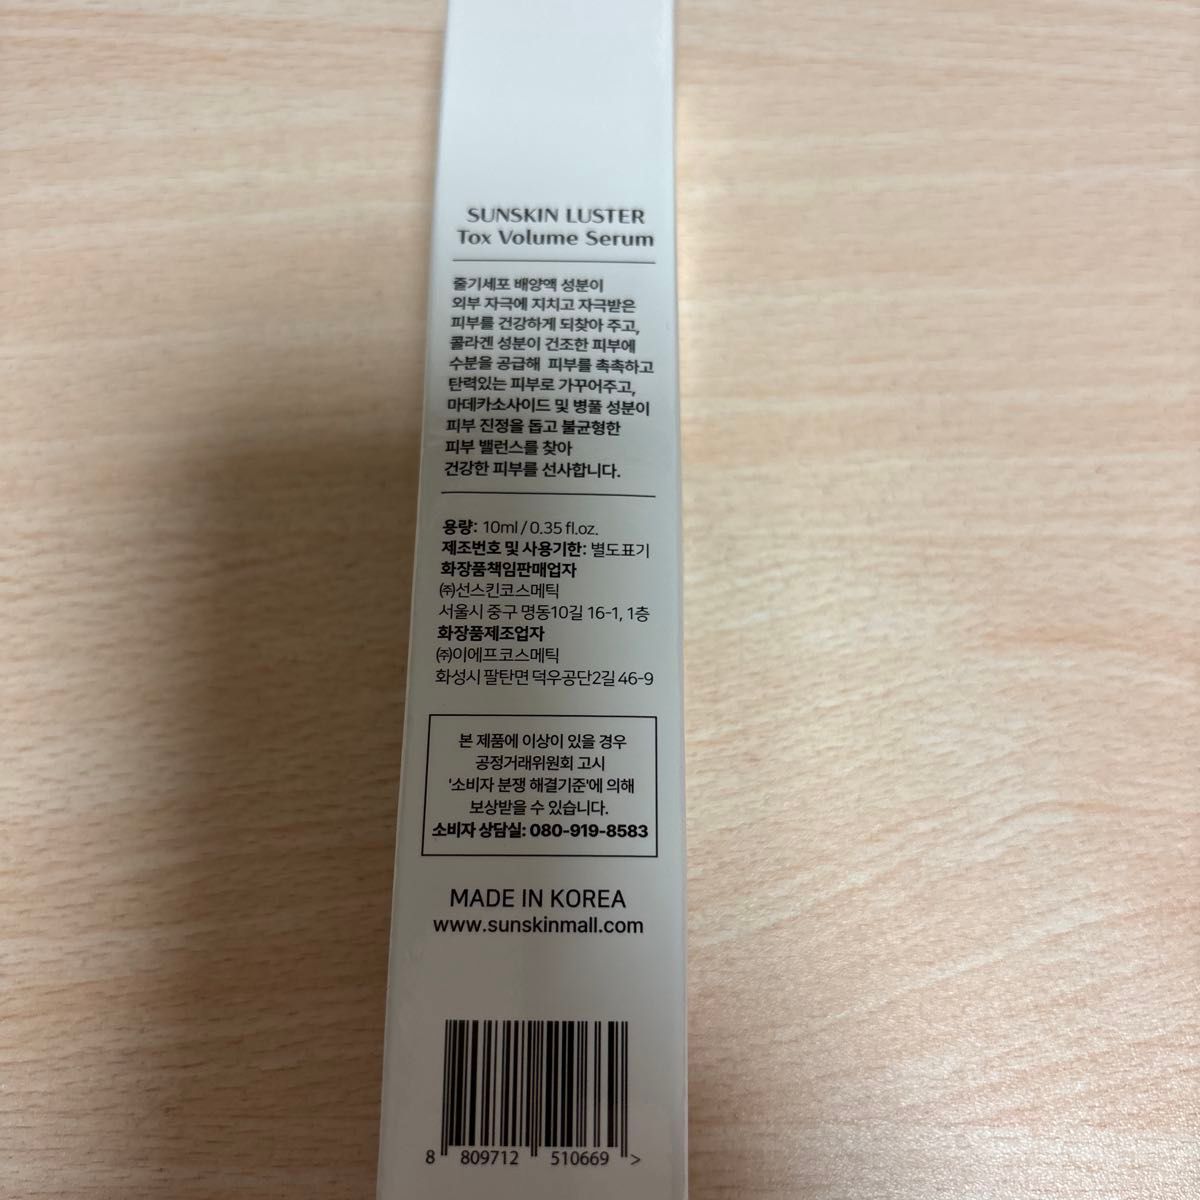 SUNSKIN LUSTER
Tox Volume Serum
줄기세포 배양액 성분이
외부 자극에 지치고 자극받은
피부를 건강하게 되찾아 주고,
콜라겐 성분이 건조한 피부에
수분을 공급해 피부를 촉촉하고
탄력있는 피부로 가꾸어주고,
마데카소사이드 및 병풀 성분이
피부 진정을 돕고 불균형한
피부 밸런스를 찾아
건강한 피부를 선사합니다.
용량: 10ml / 0.35 fl.oz.
제조번호 및 사용기한: 별도표기
화장품책임판매업자
㈜선스킨코스메틱
서울시 중구 명동10길 16-1, 1층
화장품제조업자
㈜이에프코스메틱
화성시 팔탄면 덕우공단2길 46-9
본 제품에 이상이 있을 경우
공정거래위원회 고시
'소비자 분쟁 해결기준'에 의해
보상받을 수 있습니다.
소비자 상담실: 080-919-8583
MADE IN KOREA
www.sunskinmall.com
8 809712 510669 >